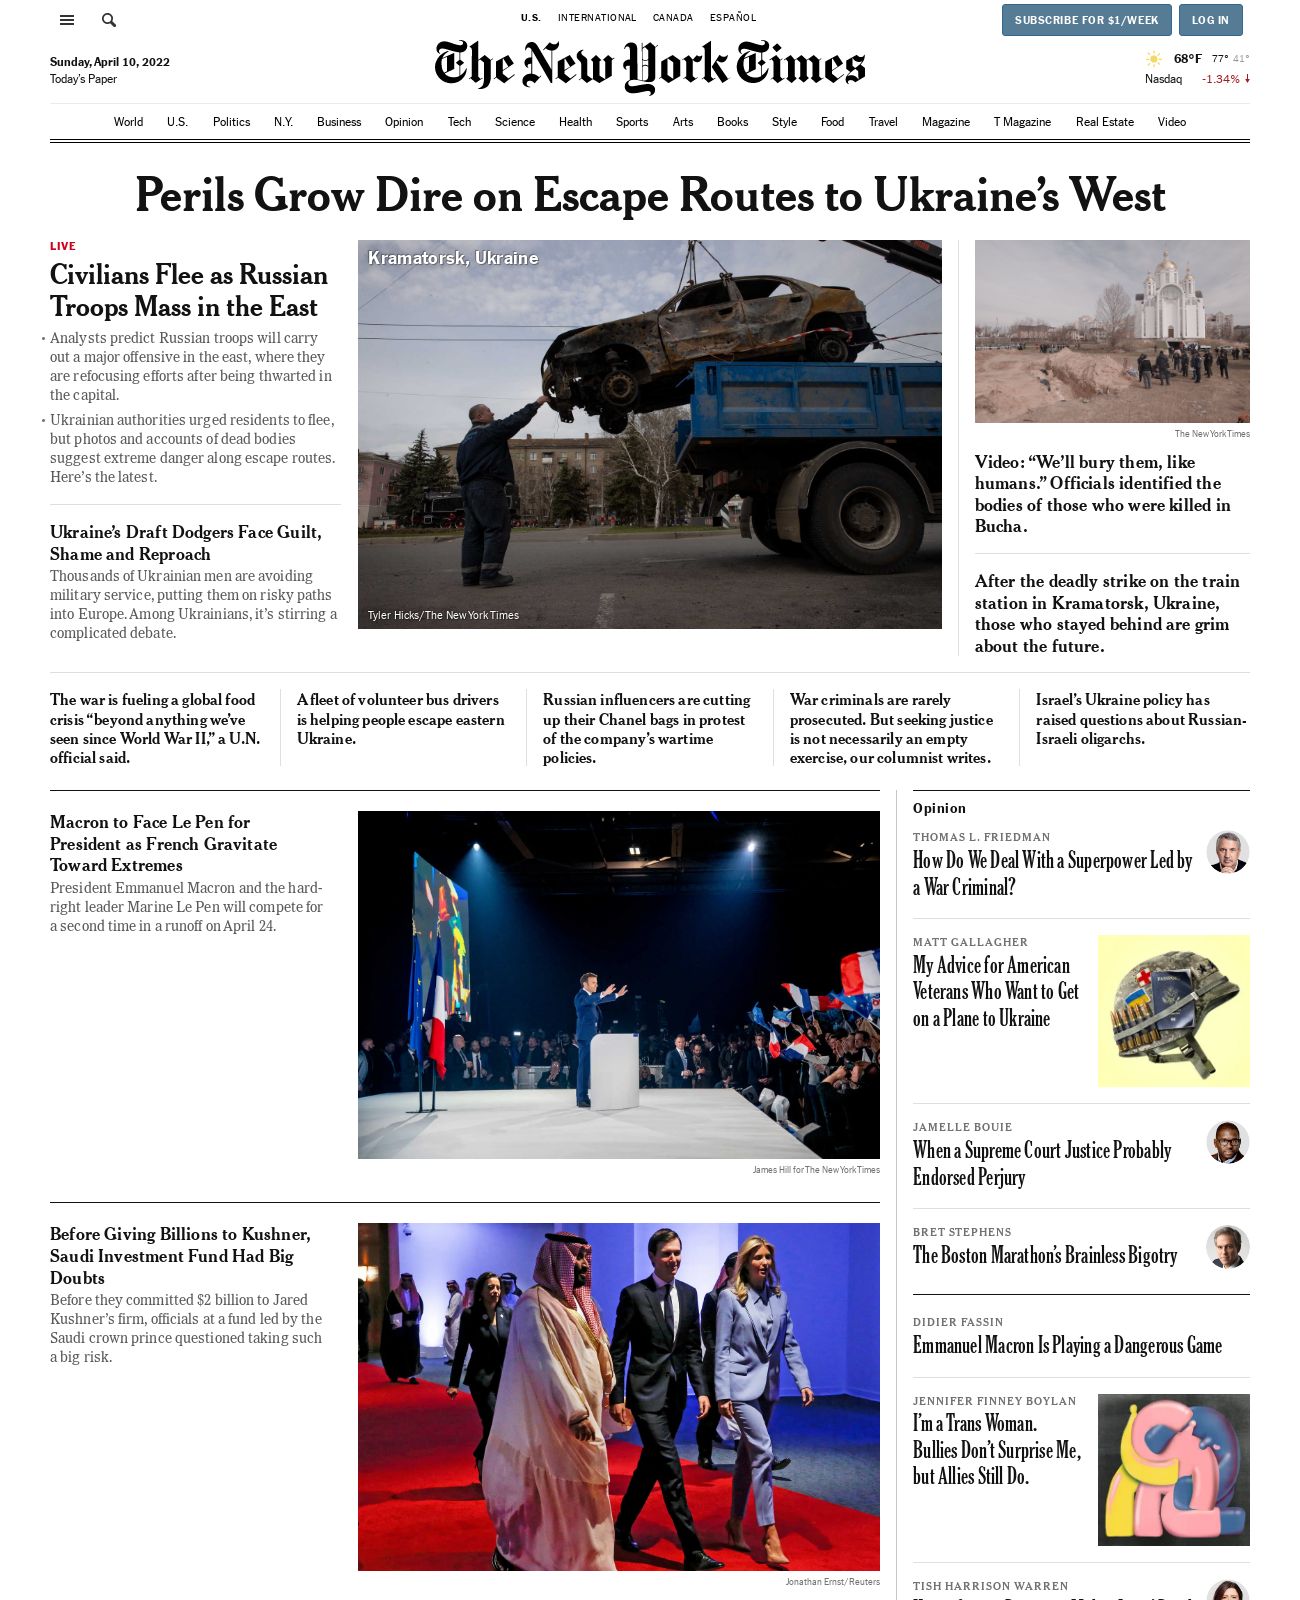 U.S. INTERNATIONAL CANADA ESPAÑOL
SUBSCRIBE FOR $1/WEEK
LOG IN
Sunday, April 10, 2022
Today's Paper
The New York Times
68°F 77° 41°
Nasdaq -1.34%
World U.S. Politics N.Y. Business Opinion Tech Science Health Sports Arts Books Style Food Travel Magazine T Magazine Real Estate Video
Perils Grow Dire on Escape Routes to Ukraine’s West
LIVE
Civilians Flee as Russian
Troops Mass in the East
Analysts predict Russian troops will carry
out a major offensive in the east, where they
are refocusing efforts after being thwarted in
the capital.
Ukrainian authorities urged residents to flee,
but photos and accounts of dead bodies
suggest extreme danger along escape routes.
Here’s the latest.
Ukraine’s Draft Dodgers Face Guilt,
Shame and Reproach
Thousands of Ukrainian men are avoiding
military service, putting them on risky paths
into Europe. Among Ukrainians, it’s stirring a
complicated debate.
Kramatorsk, Ukraine
Tyler Hicks/The New York Times
The New York Times
Video: “We’ll bury them, like
humans.” Officials identified the
bodies of those who were killed in
Bucha.
After the deadly strike on the train
station in Kramatorsk, Ukraine,
those who stayed behind are grim
about the future.
The war is fueling a global food
crisis “beyond anything we’ve
seen since World War II,” a U.N.
official said.
A fleet of volunteer bus drivers
is helping people escape eastern
Ukraine.
Russian influencers are cutting
up their Chanel bags in protest
of the company’s wartime
policies.
War criminals are rarely
prosecuted. But seeking justice
is not necessarily an empty
exercise, our columnist writes.
Israel’s Ukraine policy has
raised questions about Russian-
Israeli oligarchs.
Macron to Face Le Pen for
President as French Gravitate
Toward Extremes
President Emmanuel Macron and the hard-
right leader Marine Le Pen will compete for
a second time in a runoff on April 24.
James Hill for The New York Times
Before Giving Billions to Kushner,
Saudi Investment Fund Had Big
Doubts
Before they committed $2 billion to Jared
Kushner’s firm, officials at a fund led by the
Saudi crown prince questioned taking such
a big risk.
Jonathan Ernst/Reuters
Opinion
THOMAS L. FRIEDMAN
How Do We Deal With a Superpower Led by
a War Criminal?
MATT GALLAGHER
My Advice for American
Veterans Who Want to Get
on a Plane to Ukraine
JAMELLE BOUIE
When a Supreme Court Justice Probably
Endorsed Perjury
BRET STEPHENS
The Boston Marathon’s Brainless Bigotry
DIDIER FASSIN
Emmanuel Macron Is Playing a Dangerous Game
JENNIFER FINNEY BOYLAN
I’m a Trans Woman.
Bullies Don’t Surprise Me,
but Allies Still Do.
TISH HARRISON WARREN